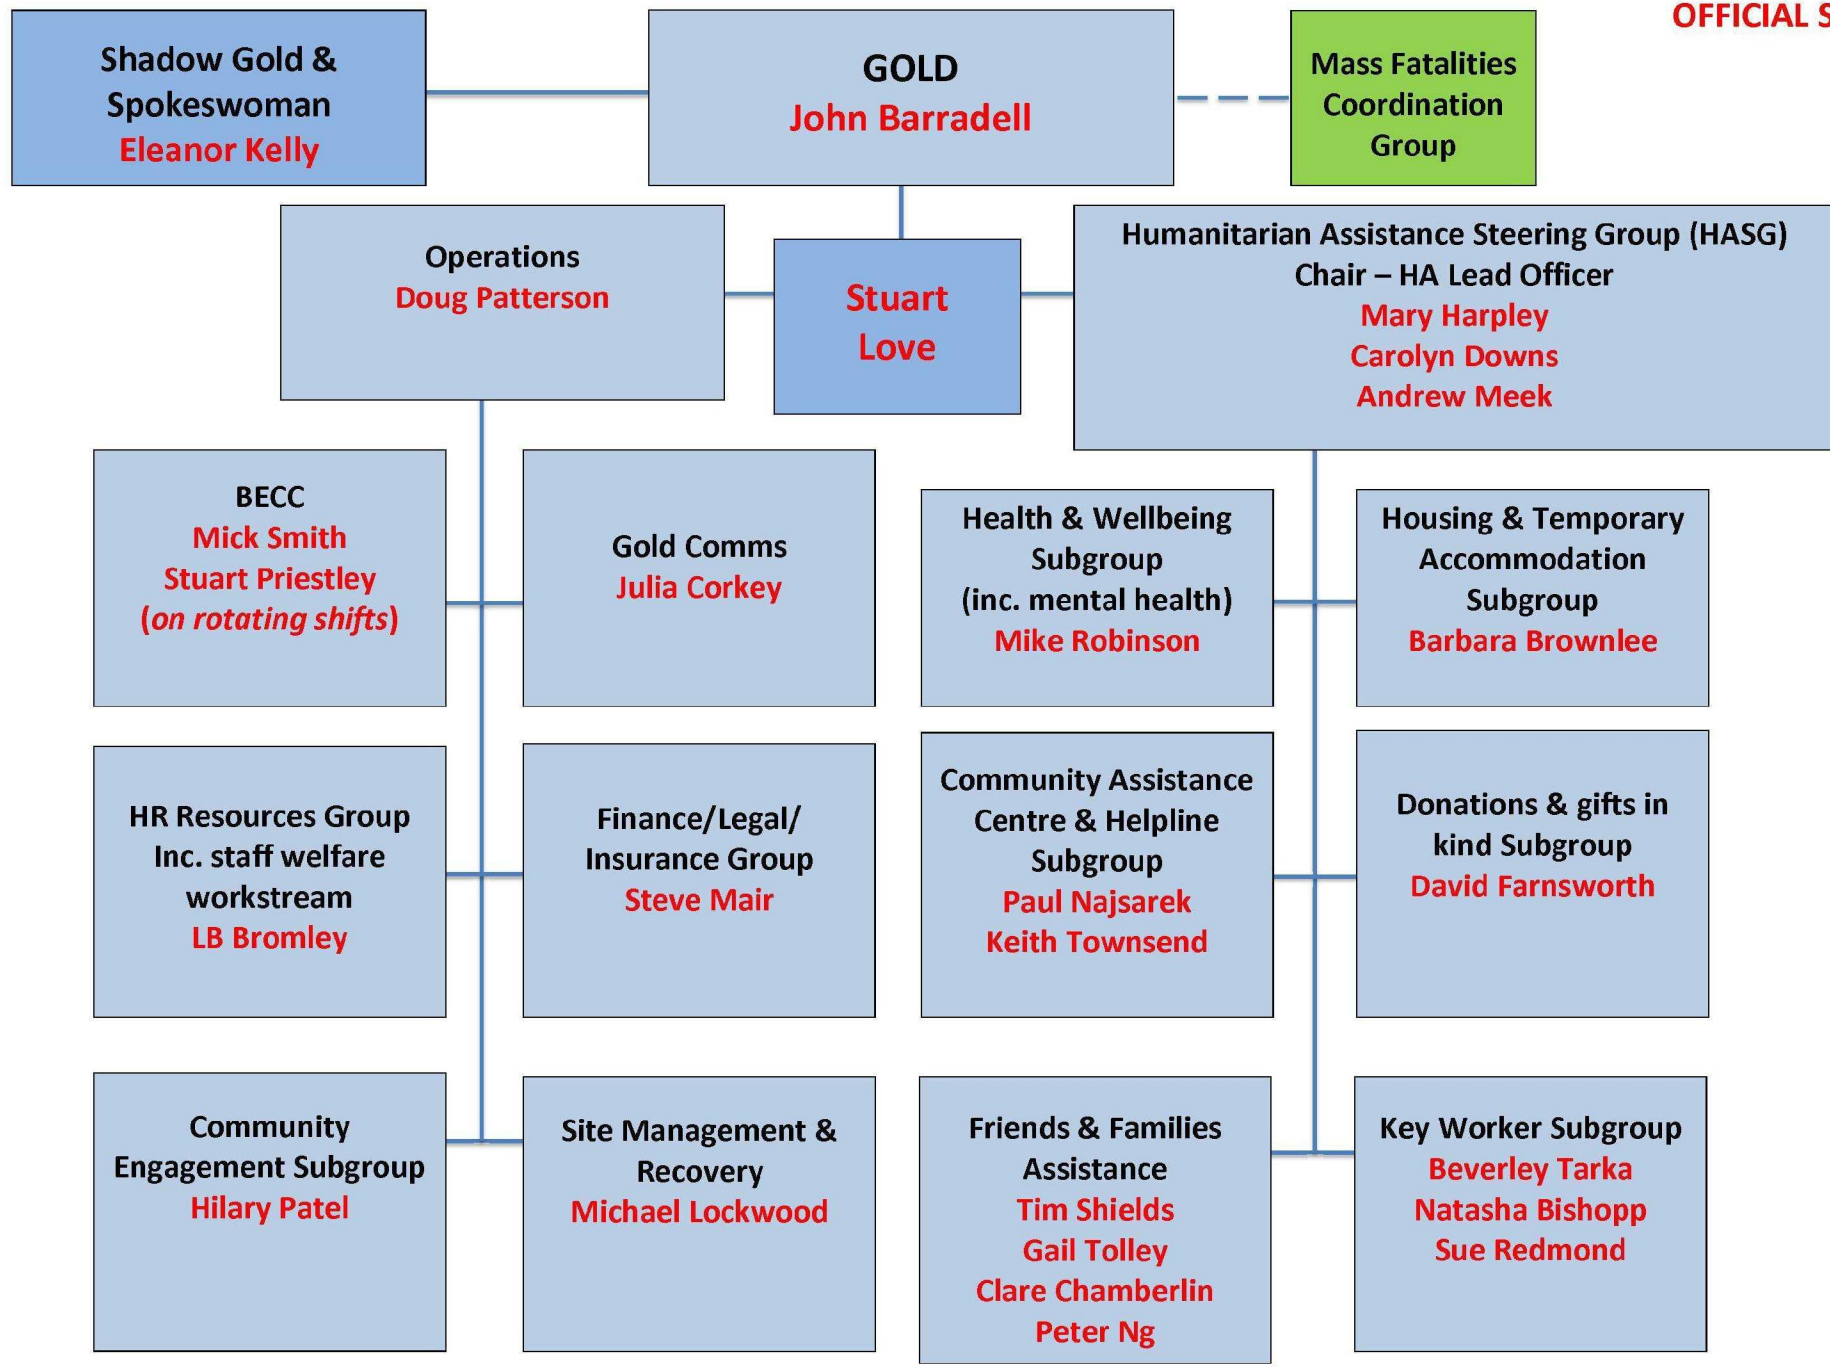 OFFICIAL S
Shadow Gold &
Spokeswoman
Eleanor Kelly
GOLD
John Barradell
Mass Fatalities
Coordination
Group
Operations
Doug Patterson
Stuart
Love
Humanitarian Assistance Steering Group (HASG)
Chair – HA Lead Officer
Mary Harpley
Carolyn Downs
Andrew Meek
BECC
Mick Smith
Stuart Priestley
(on rotating shifts)
Gold Comms
Julia Corkey
Health & Wellbeing
Subgroup
(inc. mental health)
Mike Robinson
Housing & Temporary
Accommodation
Subgroup
Barbara Brownlee
HR Resources Group
Inc. staff welfare
workstream
LB Bromley
Finance/Legal/
Insurance Group
Steve Mair
Community Assistance
Centre & Helpline
Subgroup
Paul Najsarek
Keith Townsend
Donations & gifts in
kind Subgroup
David Farnsworth
Community
Engagement Subgroup
Hilary Patel
Site Management &
Recovery
Michael Lockwood
Friends & Families
Assistance
Tim Shields
Gail Tolley
Clare Chamberlin
Peter Ng
Key Worker Subgroup
Beverley Tarka
Natasha Bishopp
Sue Redmond